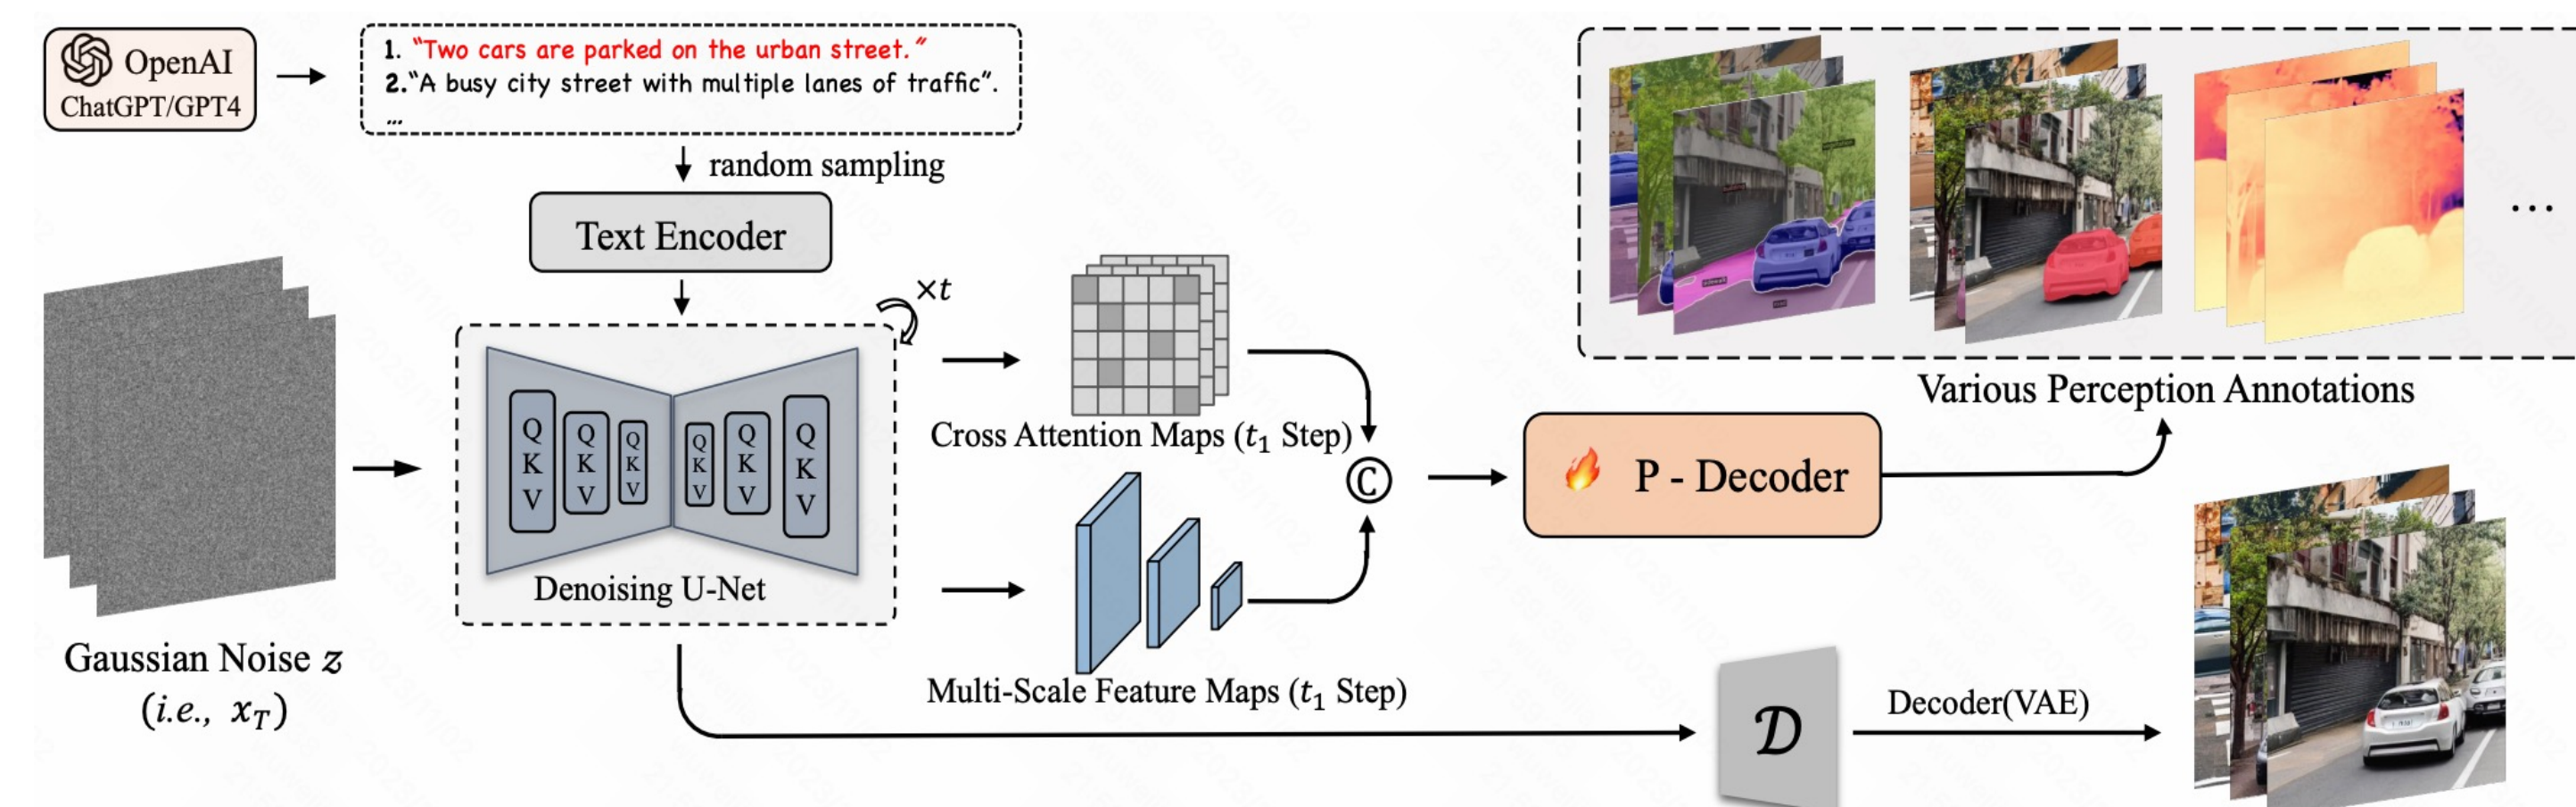 OpenAI
ChatGPT/GPT4
1. “Two cars are parked on the urban street.”
2.“A busy city street with multiple lanes of traffic”.
...
random sampling
Text Encoder
×t
Q K V
Q K V
Q K V
Q K V
Q K V
Q K V
Denoising U-Net
Gaussian Noise z
(i.e., x_T)
Cross Attention Maps (t₁ Step)
C
Multi-Scale Feature Maps (t₁ Step)
P - Decoder
...
Various Perception Annotations
D
Decoder(VAE)